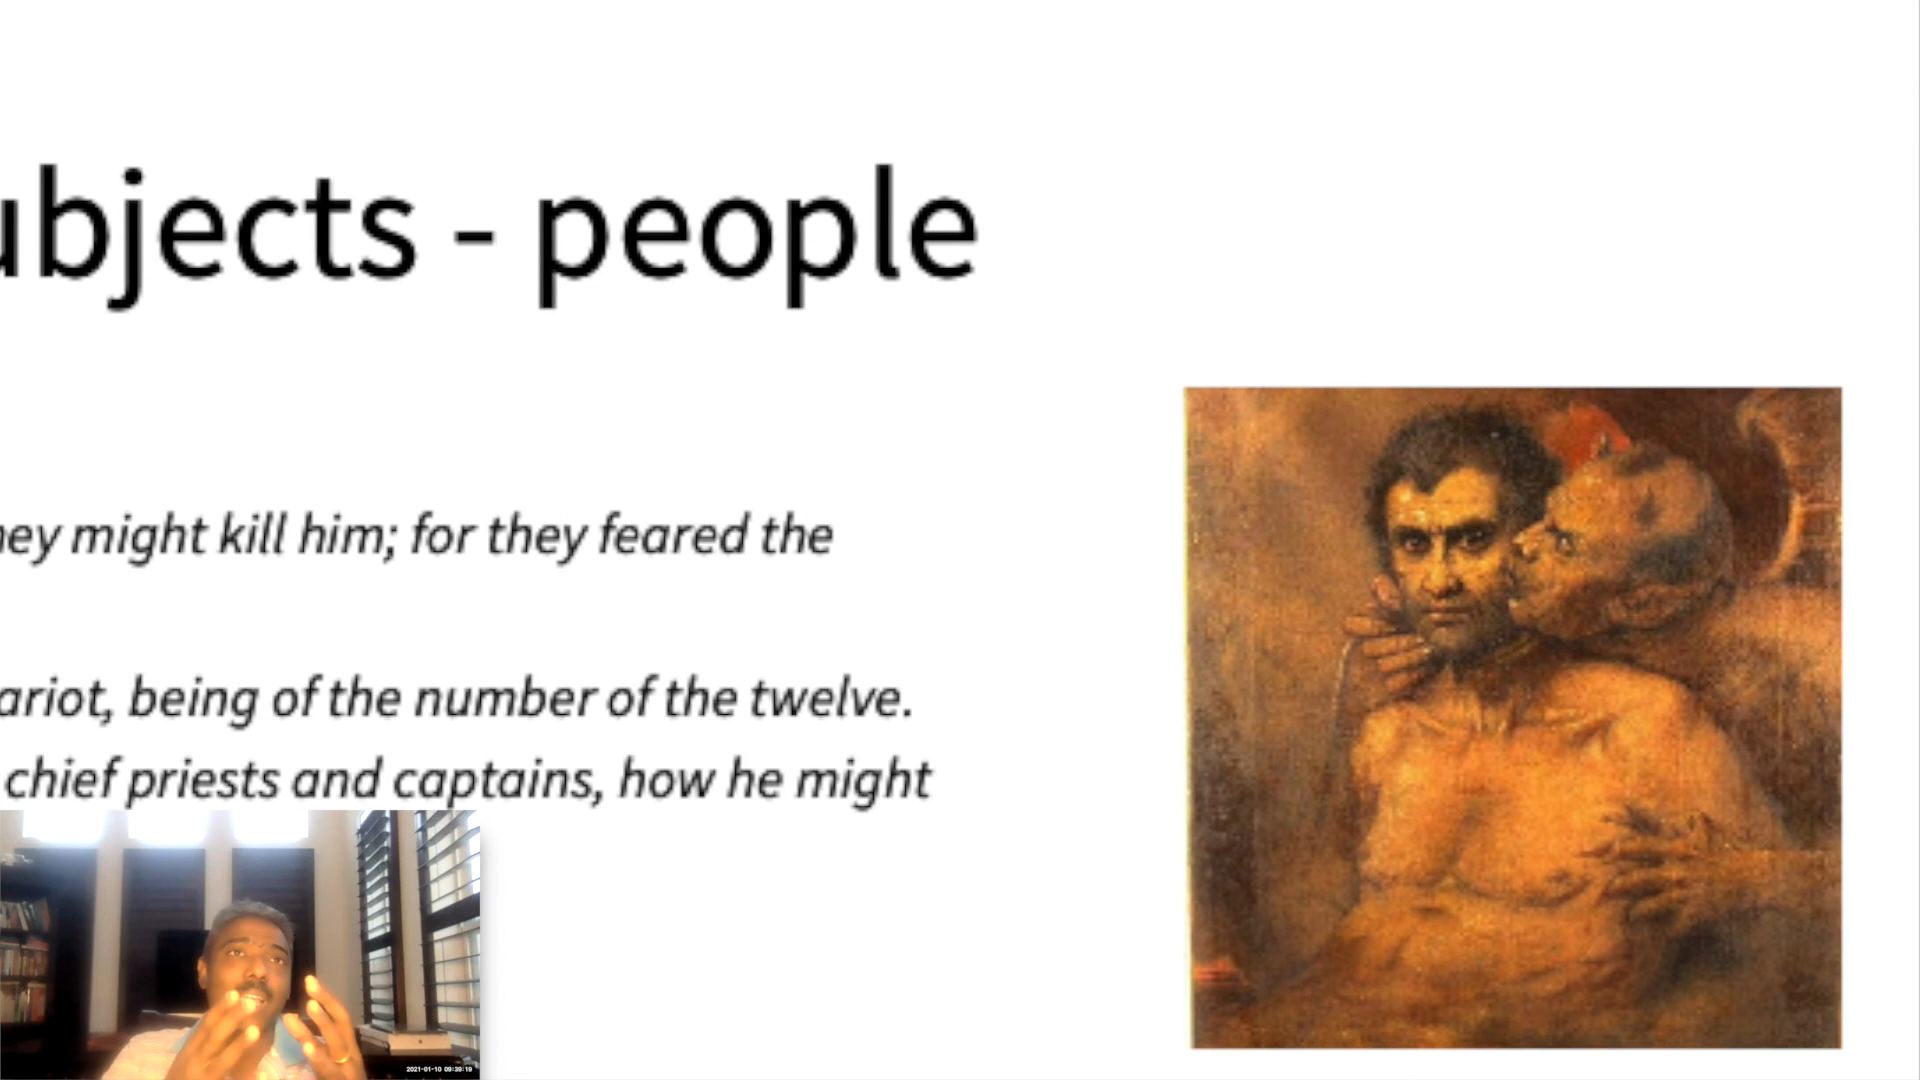 ubjects - people
hey might kill him; for they feared the
ariot, being of the number of the twelve.
chief priests and captains, how he might
2021-01-10 09:39:19